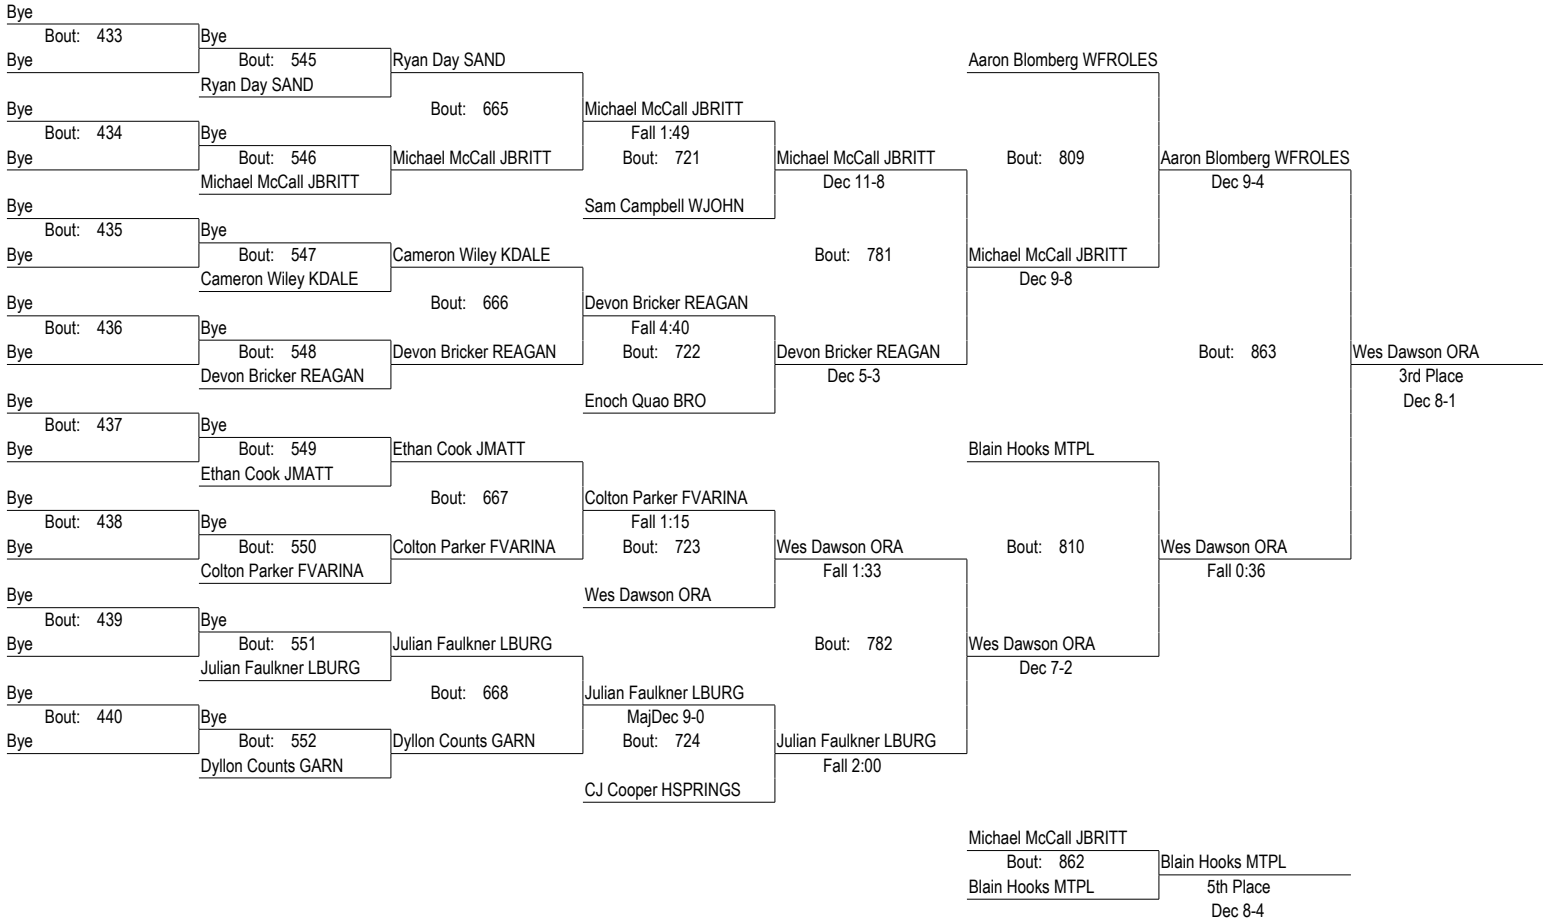 Bye
Bout: 433
Bye
Bye
Bout: 545
Ryan Day SAND
Ryan Day SAND
Bye
Bout: 434
Bye
Bye
Bout: 546
Michael McCall JBRITT
Michael McCall JBRITT
Bout: 665
Michael McCall JBRITT
Fall 1:49
Bout: 721
Sam Campbell WJOHN
Michael McCall JBRITT
Dec 11-8
Bye
Bout: 435
Bye
Bye
Bout: 547
Cameron Wiley KDALE
Cameron Wiley KDALE
Bye
Bout: 436
Bye
Bye
Bout: 548
Devon Bricker REAGAN
Devon Bricker REAGAN
Bout: 666
Devon Bricker REAGAN
Fall 4:40
Bout: 722
Enoch Quao BRO
Devon Bricker REAGAN
Dec 5-3
Bout: 781
Michael McCall JBRITT
Dec 9-8
Aaron Blomberg WFROLES
Bout: 809
Aaron Blomberg WFROLES
Dec 9-4
Bye
Bout: 437
Bye
Bye
Bout: 549
Ethan Cook JMATT
Ethan Cook JMATT
Bye
Bout: 438
Bye
Bye
Bout: 550
Colton Parker FVARINA
Colton Parker FVARINA
Bout: 667
Colton Parker FVARINA
Fall 1:15
Bout: 723
Wes Dawson ORA
Wes Dawson ORA
Fall 1:33
Bye
Bout: 439
Bye
Bye
Bout: 551
Julian Faulkner LBURG
Julian Faulkner LBURG
Bye
Bout: 440
Bye
Bye
Bout: 552
Dyllon Counts GARN
Dyllon Counts GARN
Bout: 668
Julian Faulkner LBURG
MajDec 9-0
Bout: 724
CJ Cooper HSPRINGS
Julian Faulkner LBURG
Fall 2:00
Bout: 782
Wes Dawson ORA
Dec 7-2
Blain Hooks MTPL
Bout: 810
Wes Dawson ORA
Fall 0:36
Bout: 863
Wes Dawson ORA
3rd Place
Dec 8-1
Michael McCall JBRITT
Bout: 862
Blain Hooks MTPL
Blain Hooks MTPL
5th Place
Dec 8-4